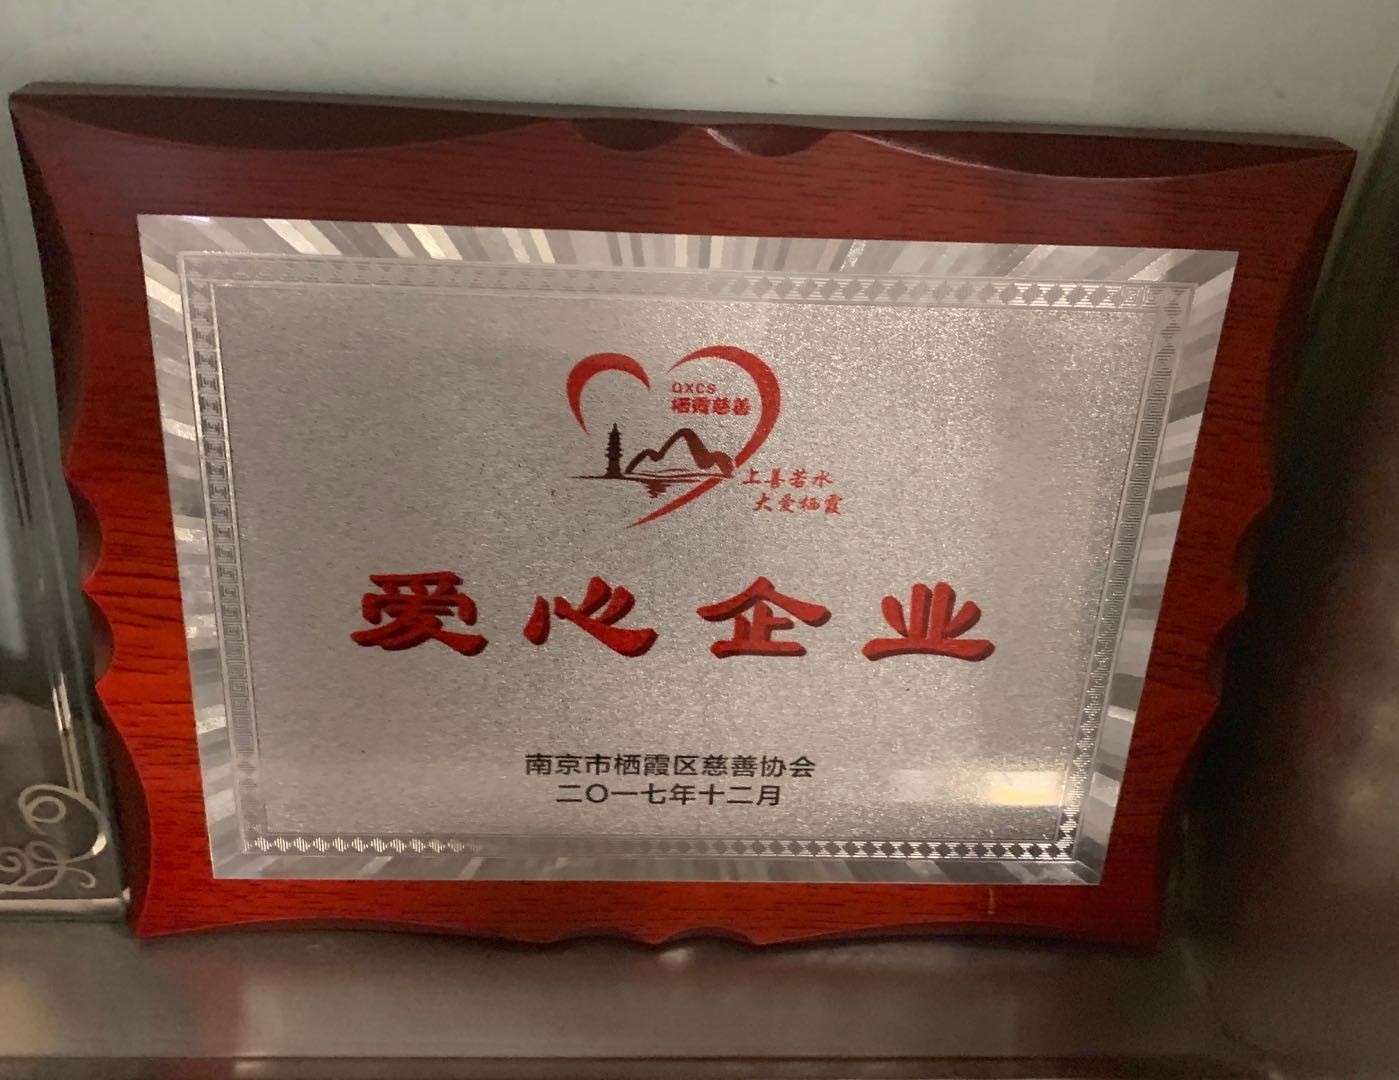 QXCS
栖霞慈善
上善若水
大爱栖霞
爱心企业
南京市栖霞区慈善协会
二〇一七年十二月